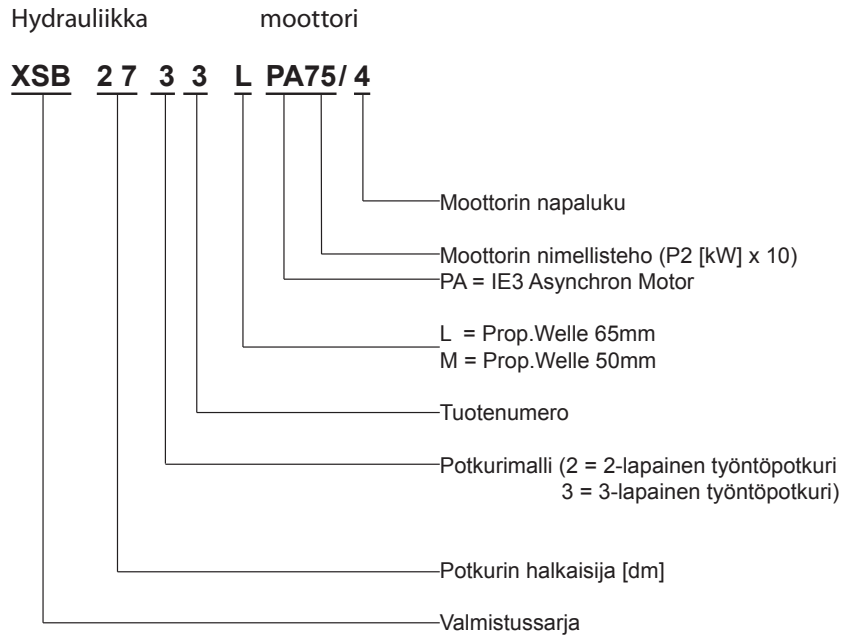 Hydrauliikka moottori
XSB 27 3 3 L PA75/4
Moottorin napaluku
Moottorin nimellisteho (P2 [kW] x 10)
PA = IE3 Asynchron Motor
L = Prop.Welle 65mm
M = Prop.Welle 50mm
Tuotenumero
Potkurimalli (2 = 2-lapainen työntöpotkuri
3 = 3-lapainen työntöpotkuri)
Potkurin halkaisija [dm]
Valmistussarja